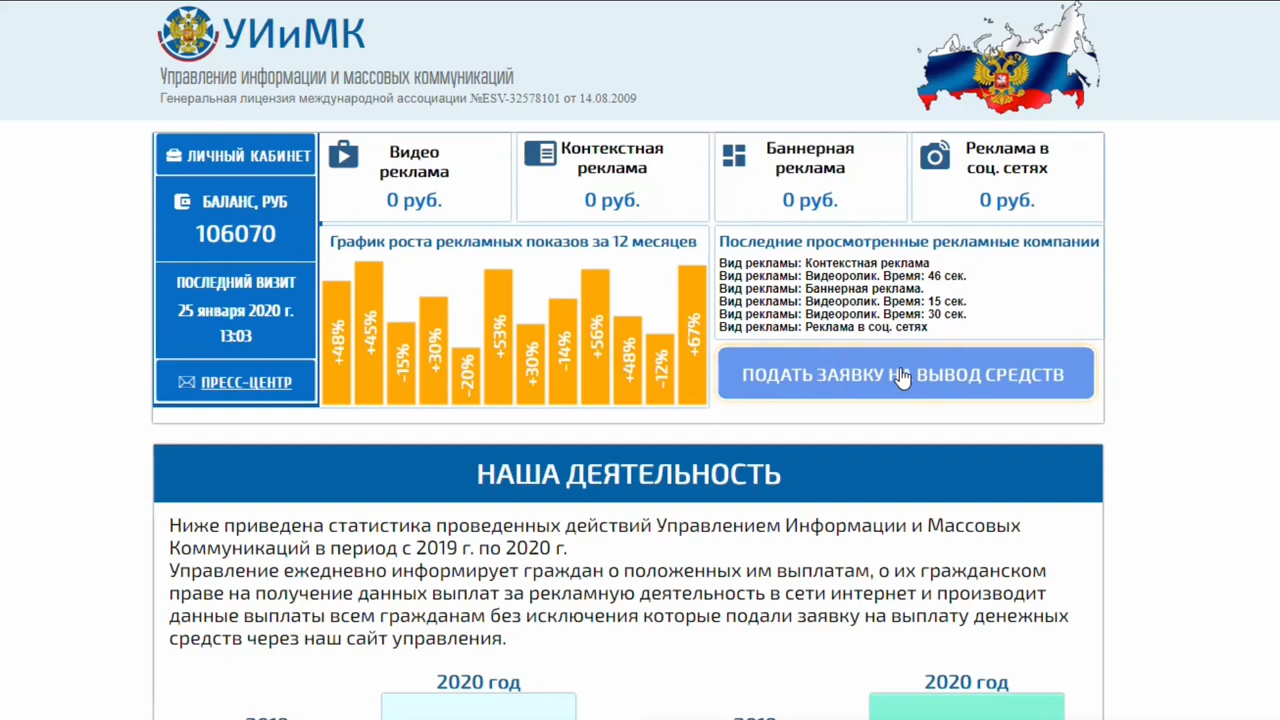 УИиМК
Управление информации и массовых коммуникаций
Генеральная лицензия международной ассоциации №ESV-32578101 от 14.08.2009
ЛИЧНЫЙ КАБИНЕТ
БАЛАНС, РУБ
106070
ПОСЛЕДНИЙ ВИЗИТ
25 января 2020 г.
13:03
ПРЕСС-ЦЕНТР
Видео
реклама
0 руб.
Контекстная
реклама
0 руб.
Баннерная
реклама
0 руб.
Реклама в
соц. сетях
0 руб.
График роста рекламных показов за 12 месяцев
+48%
+45%
-15%
+30%
-20%
+53%
+30%
-14%
+56%
+48%
-12%
+67%
Последние просмотренные рекламные компании
Вид рекламы: Контекстная реклама
Вид рекламы: Видеоролик. Время: 46 сек.
Вид рекламы: Баннерная реклама.
Вид рекламы: Видеоролик. Время: 15 сек.
Вид рекламы: Видеоролик. Время: 30 сек.
Вид рекламы: Реклама в соц. сетях
ПОДАТЬ ЗАЯВКУ НА ВЫВОД СРЕДСТВ
НАША ДЕЯТЕЛЬНОСТЬ
Ниже приведена статистика проведенных действий Управлением Информации и Массовых
Коммуникаций в период с 2019 г. по 2020 г.
Управление ежедневно информирует граждан о положенных им выплатам, о их гражданском
праве на получение данных выплат за рекламную деятельность в сети интернет и производит
данные выплаты всем гражданам без исключения которые подали заявку на выплату денежных
средств через наш сайт управления.
2020 год
2020 год